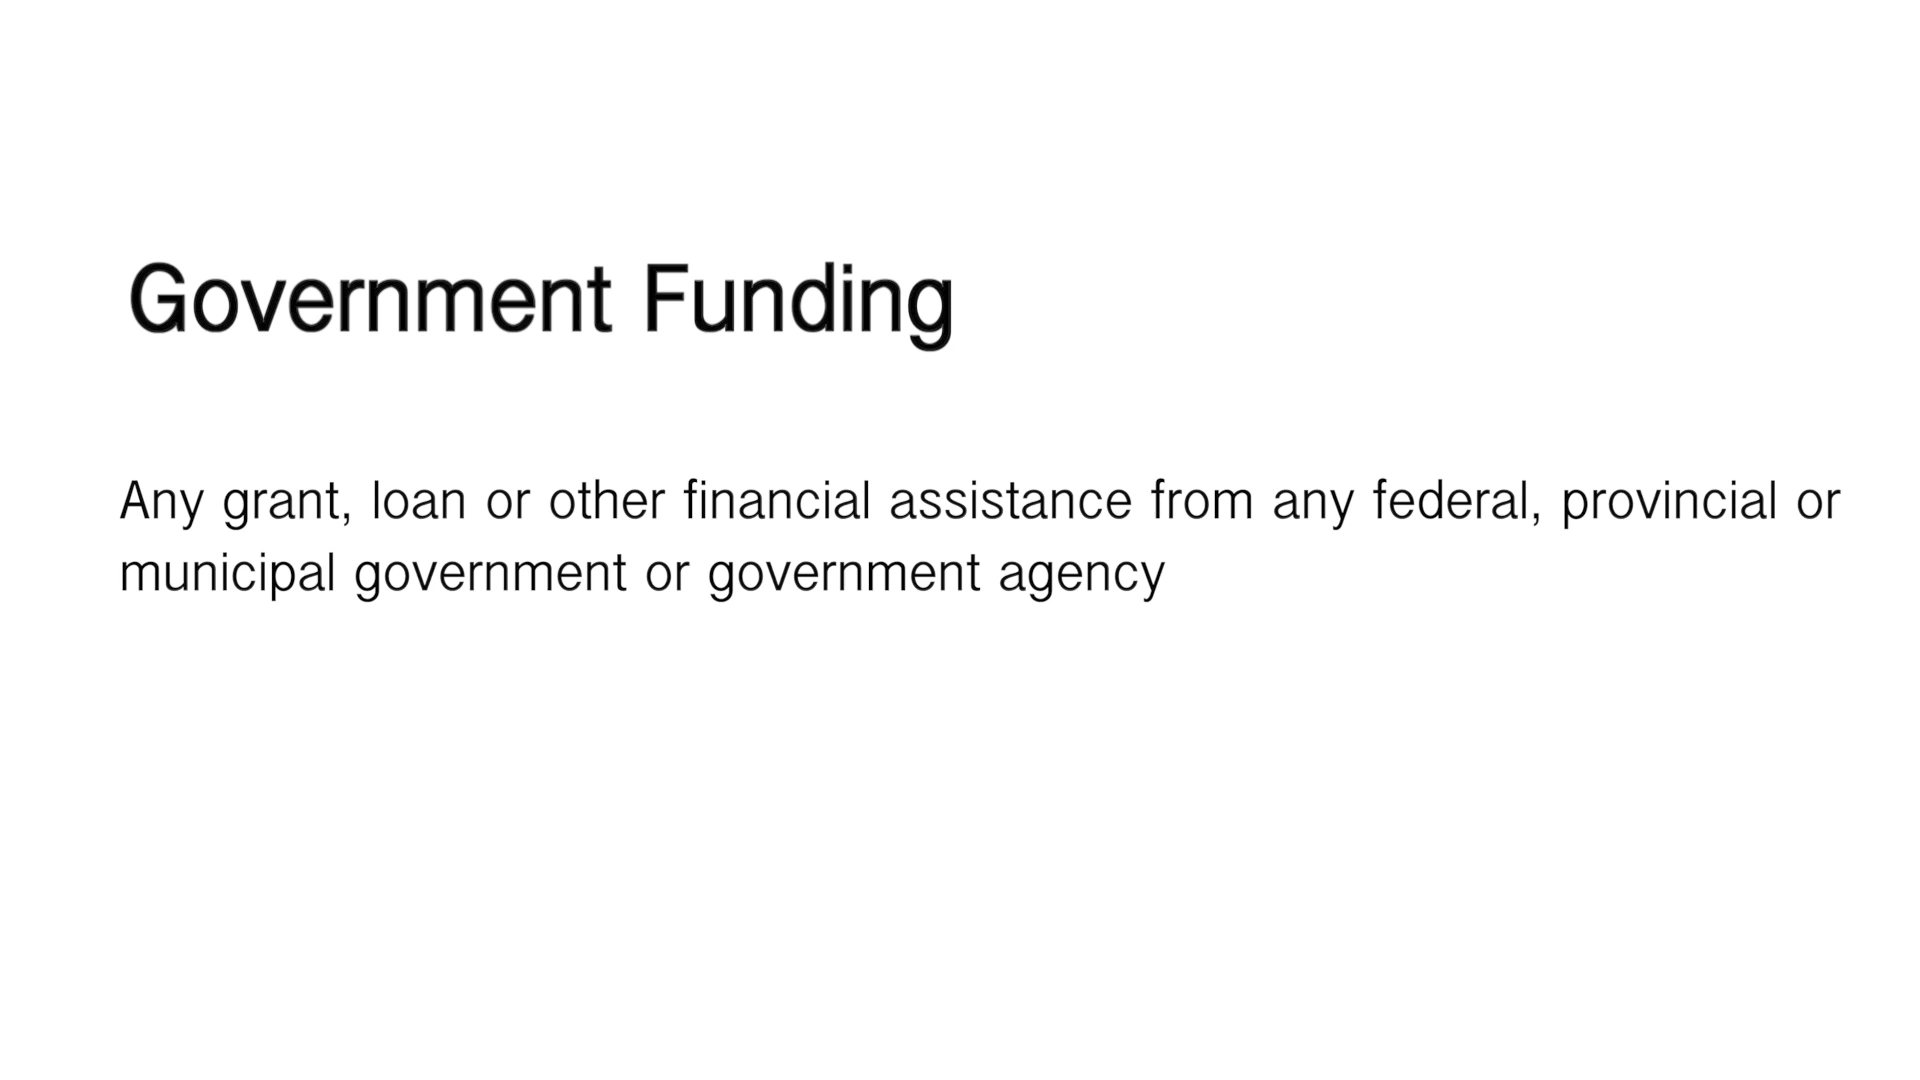 Government Funding
Any grant, loan or other financial assistance from any federal, provincial or
municipal government or government agency